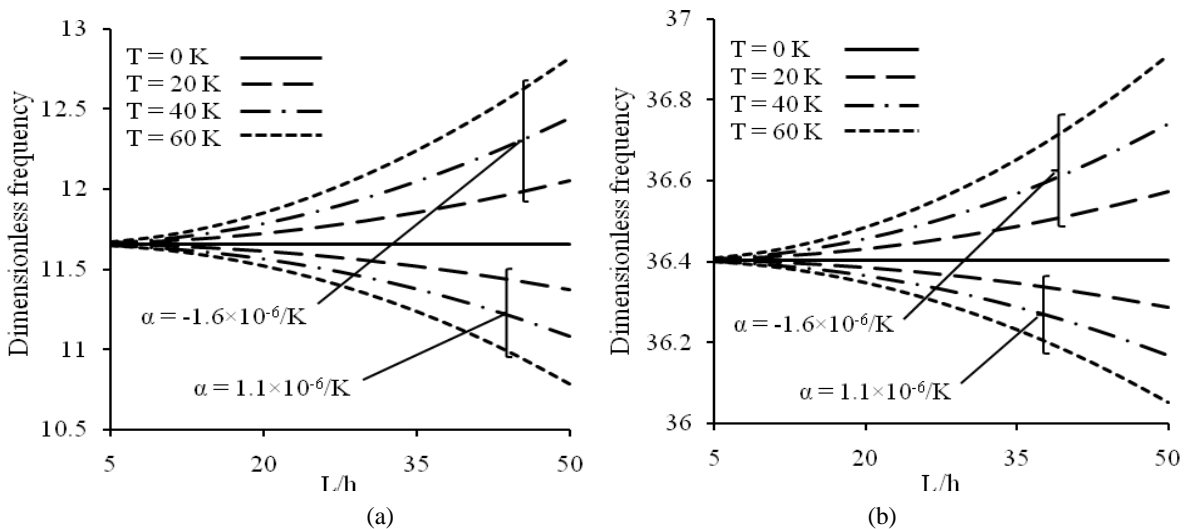 13
T = 0 K
T = 20 K
T = 40 K
T = 60 K
12.5
12
11.5
11
10.5
Dimensionless frequency
α = -1.6×10⁻⁶/K
α = 1.1×10⁻⁶/K
5
20
35
50
L/h
(a)
37
T = 0 K
T = 20 K
T = 40 K
T = 60 K
36.8
36.6
36.4
36.2
36
Dimensionless frequency
α = -1.6×10⁻⁶/K
α = 1.1×10⁻⁶/K
5
20
35
50
L/h
(b)